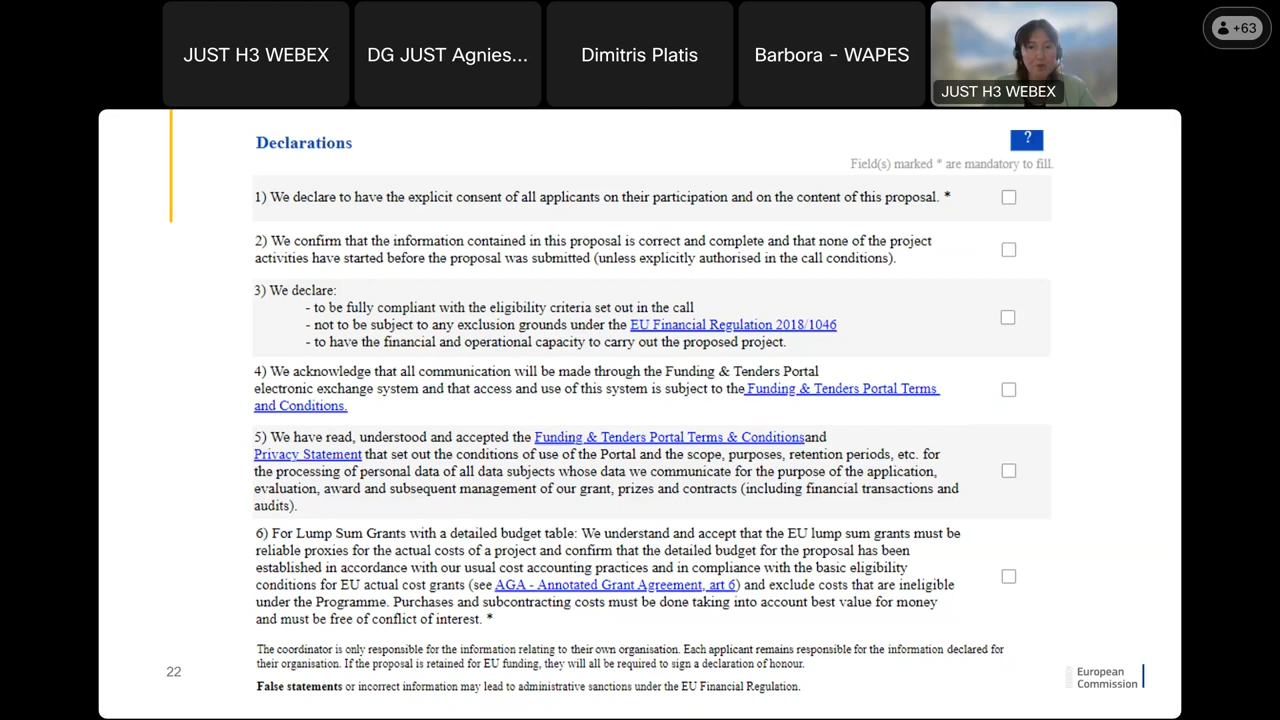 JUST H3 WEBEX
DG JUST Agnies...
Dimitris Platis
Barbora - WAPES
JUST H3 WEBEX
+63
Declarations
?
Field(s) marked * are mandatory to fill.
1) We declare to have the explicit consent of all applicants on their participation and on the content of this proposal. *
2) We confirm that the information contained in this proposal is correct and complete and that none of the project
activities have started before the proposal was submitted (unless explicitly authorised in the call conditions).
3) We declare:
- to be fully compliant with the eligibility criteria set out in the call
- not to be subject to any exclusion grounds under the EU Financial Regulation 2018/1046
- to have the financial and operational capacity to carry out the proposed project.
4) We acknowledge that all communication will be made through the Funding & Tenders Portal
electronic exchange system and that access and use of this system is subject to the Funding & Tenders Portal Terms
and Conditions.
5) We have read, understood and accepted the Funding & Tenders Portal Terms & Conditionsand
Privacy Statement that set out the conditions of use of the Portal and the scope, purposes, retention periods, etc. for
the processing of personal data of all data subjects whose data we communicate for the purpose of the application,
evaluation, award and subsequent management of our grant, prizes and contracts (including financial transactions and
audits).
6) For Lump Sum Grants with a detailed budget table: We understand and accept that the EU lump sum grants must be
reliable proxies for the actual costs of a project and confirm that the detailed budget for the proposal has been
established in accordance with our usual cost accounting practices and in compliance with the basic eligibility
conditions for EU actual cost grants (see AGA - Annotated Grant Agreement, art 6) and exclude costs that are ineligible
under the Programme. Purchases and subcontracting costs must be done taking into account best value for money
and must be free of conflict of interest. *
The coordinator is only responsible for the information relating to their own organisation. Each applicant remains responsible for the information declared for
their organisation. If the proposal is retained for EU funding, they will all be required to sign a declaration of honour.
False statements or incorrect information may lead to administrative sanctions under the EU Financial Regulation.
22
European
Commission